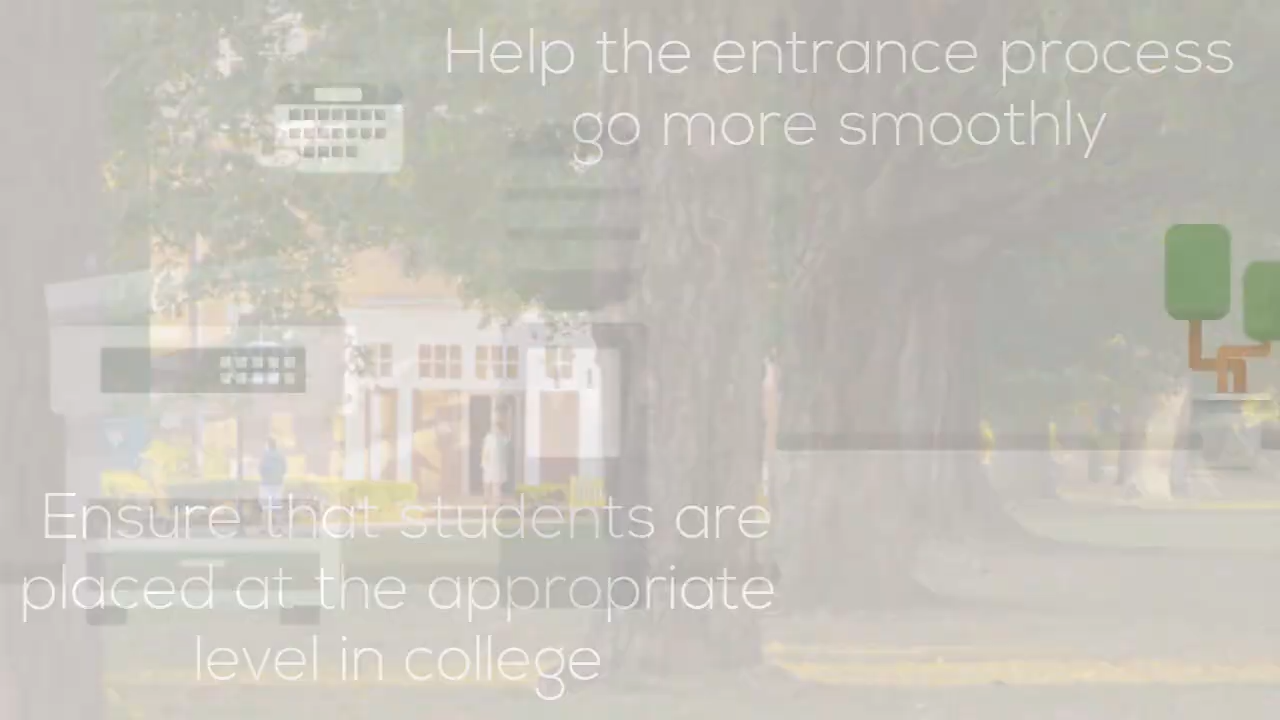 Help the entrance process
go more smoothly
Ensure that students are
placed at the appropriate
level in college